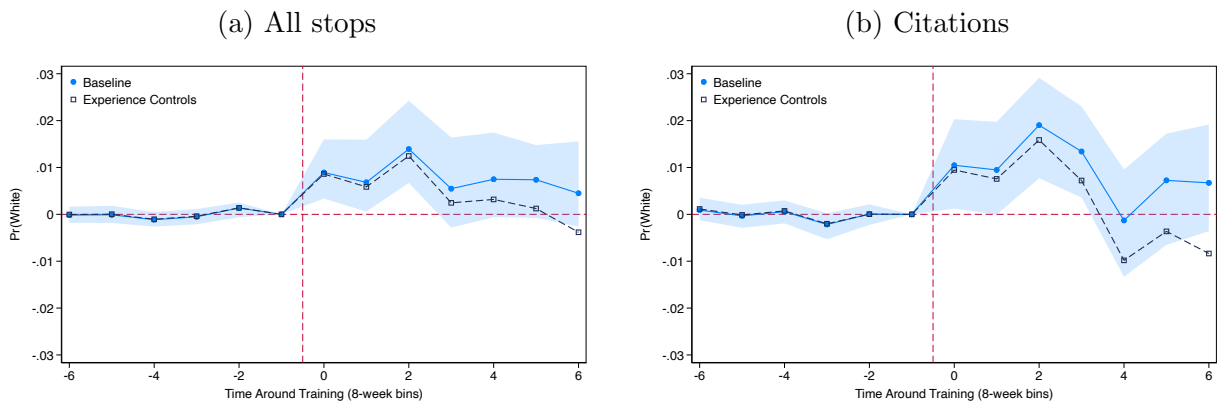 (a) All stops
.03
.02
.01
0
-.01
-.02
-.03
Pr(White)
Baseline
Experience Controls
-6 -4 -2 0 2 4 6
Time Around Training (8-week bins)
(b) Citations
.03
.02
.01
0
-.01
-.02
-.03
Pr(White)
Baseline
Experience Controls
-6 -4 -2 0 2 4 6
Time Around Training (8-week bins)